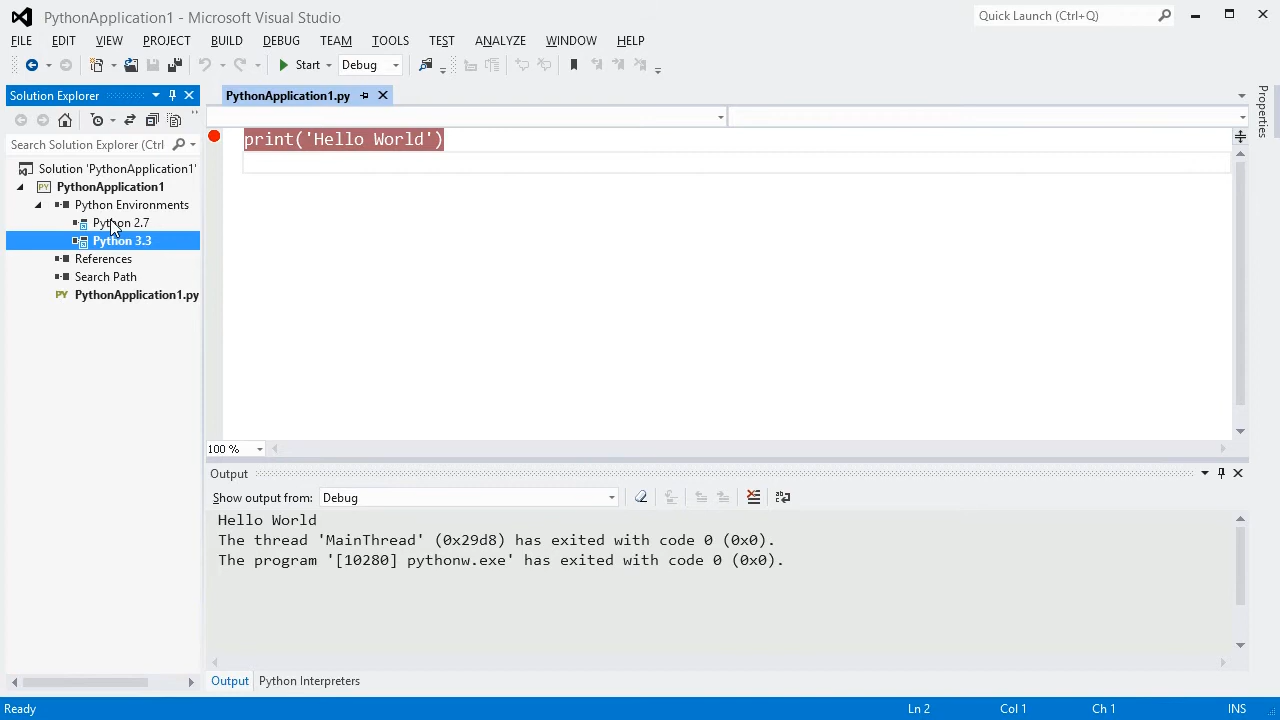 PythonApplication1 - Microsoft Visual Studio
Quick Launch (Ctrl+Q)
FILE EDIT VIEW PROJECT BUILD DEBUG TEAM TOOLS TEST ANALYZE WINDOW HELP
Start Debug
Solution Explorer
PythonApplication1.py
Properties
Search Solution Explorer (Ctrl
print('Hello World')
Solution 'PythonApplication1'
PY PythonApplication1
Python Environments
Python 2.7
Python 3.3
References
Search Path
PY PythonApplication1.py
100 %
Output
Show output from: Debug
Hello World
The thread 'MainThread' (0x29d8) has exited with code 0 (0x0).
The program '[10280] pythonw.exe' has exited with code 0 (0x0).
Output Python Interpreters
Ready Ln 2 Col 1 Ch 1 INS